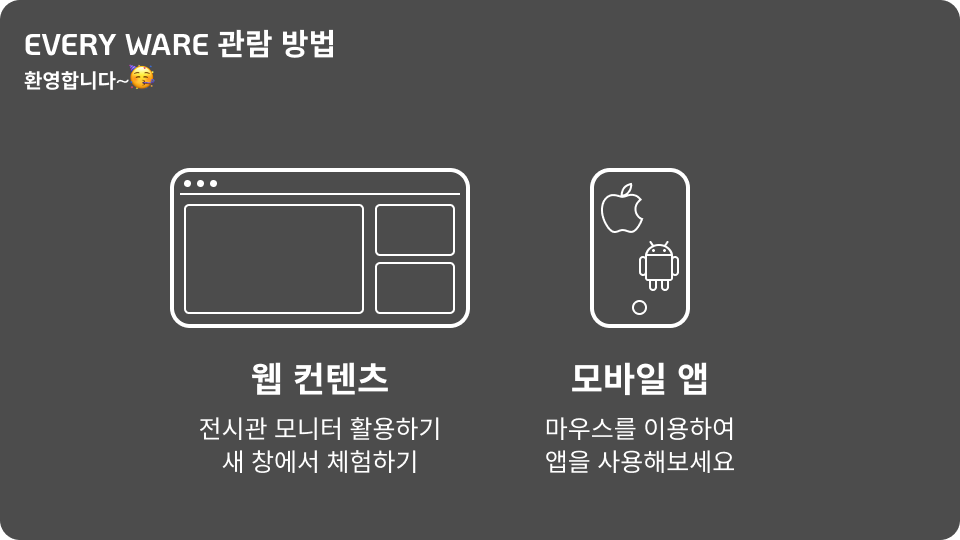 EVERY WARE 관람 방법
환영합니다~🥳
웹 컨텐츠
전시관 모니터 활용하기
새 창에서 체험하기
모바일 앱
마우스를 이용하여
앱을 사용해보세요